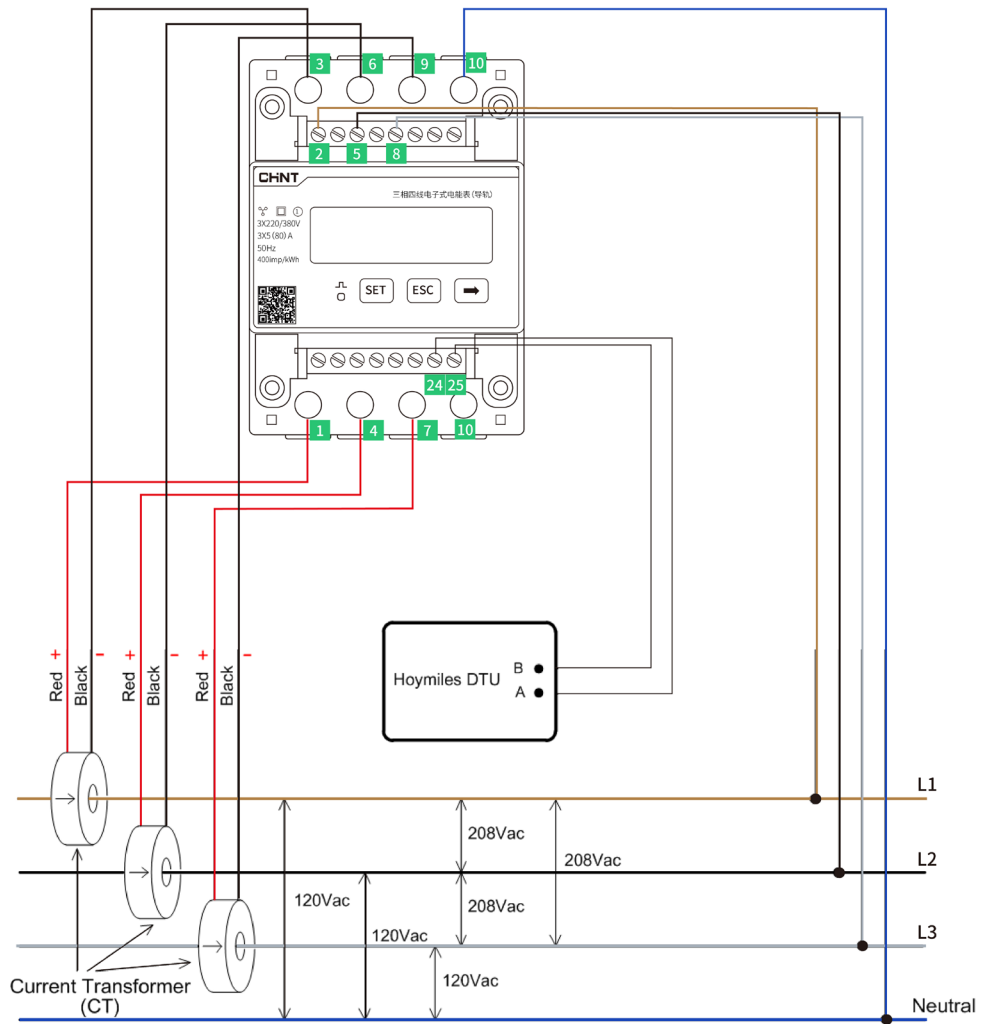 3 6 9 10
2 5 8
CHNT
三相四线电子式电能表(导轨)
1
3X220/380V
3X5(80)A
50Hz
400imp/kWh
SET ESC
24 25
1 4 7 10
Hoymiles DTU
B
A
+ - + - + -
Red Black Red Black Red Black
L1
208Vac
208Vac
L2
120Vac
208Vac
120Vac
L3
120Vac
Current Transformer
(CT)
Neutral